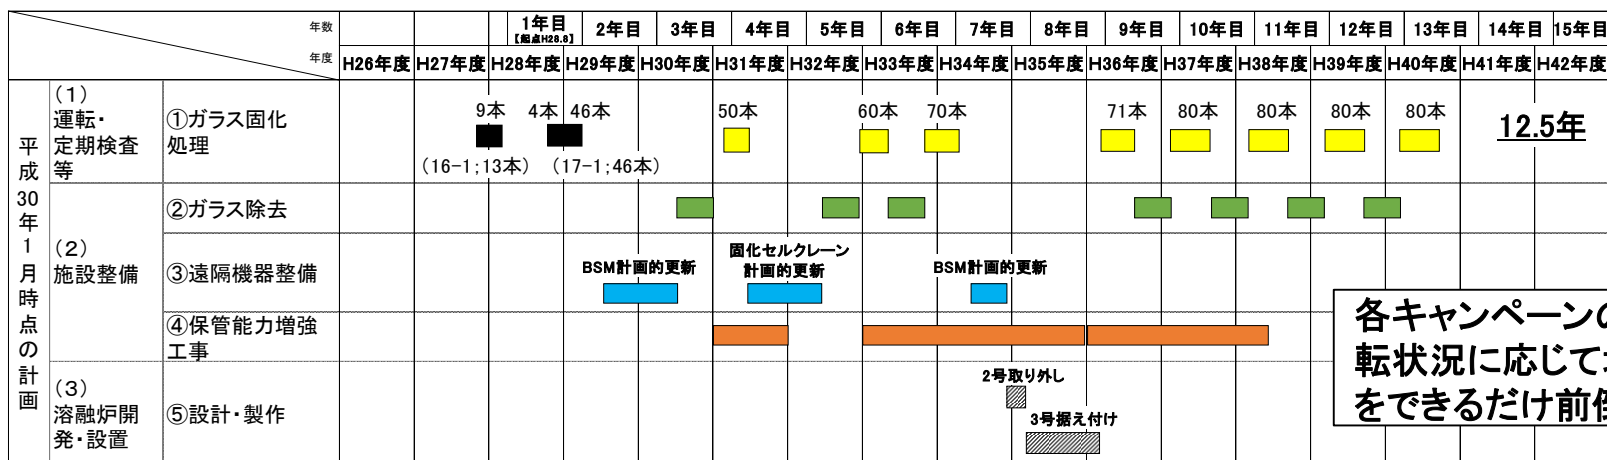 年数
1年目 2年目 3年目 4年目 5年目 6年目 7年目 8年目 9年目 10年目 11年目 12年目 13年目 14年目 15年目
【起点H28.8】
年度
H26年度 H27年度 H28年度 H29年度 H30年度 H31年度 H32年度 H33年度 H34年度 H35年度 H36年度 H37年度 H38年度 H39年度 H40年度 H41年度 H42年度
平成30年1月時点の計画
(1)
運転・
定期検査
等
①ガラス固化
処理
9本 4本 46本 50本 60本 70本 71本 80本 80本 80本 80本
(16-1;13本) (17-1;46本)
12.5年
(2)
施設整備
②ガラス除去
③遠隔機器整備
BSM計画的更新
固化セルクレーン
計画的更新
BSM計画的更新
④保管能力増強
工事
(3)
溶融炉開
発・設置
⑤設計・製作
2号取り外し
3号据え付け
各キャンペーンの
転状況に応じて
をできるだけ前倒